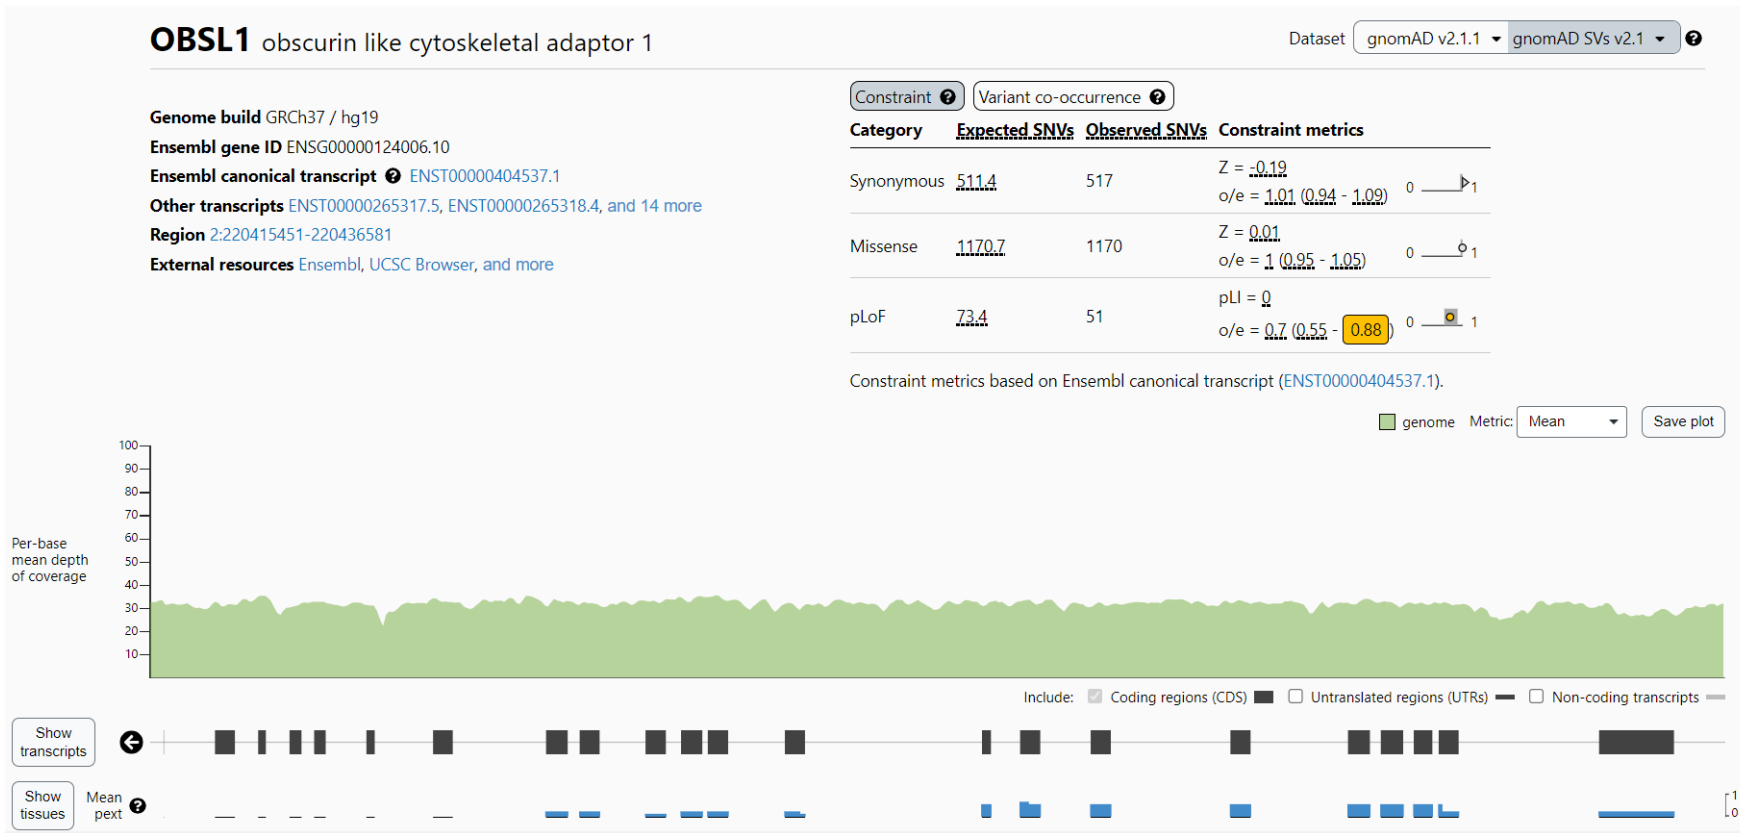 OBSL1 obscurin like cytoskeletal adaptor 1
Dataset gnomAD v2.1.1 gnomAD SVs v2.1 ?
Genome build GRCh37 / hg19
Ensembl gene ID ENSG00000124006.10
Ensembl canonical transcript ? ENST00000404537.1
Other transcripts ENST00000265317.5, ENST00000265318.4, and 14 more
Region 2:220415451-220436581
External resources Ensembl, UCSC Browser, and more
Constraint ? Variant co-occurrence ?
Category Expected SNVs Observed SNVs Constraint metrics
Synonymous 511.4 517 Z = -0.19
o/e = 1.01 (0.94 - 1.09) 0 1
Missense 1170.7 1170 Z = 0.01
o/e = 1 (0.95 - 1.05) 0 1
pLoF 73.4 51 pLI = 0
o/e = 0.7 (0.55 - 0.88) 0 1
Constraint metrics based on Ensembl canonical transcript (ENST00000404537.1).
genome Metric: Mean Save plot
100
90
80
70
60
50
40
30
20
10
Per-base
mean depth
of coverage
Include: Coding regions (CDS) Untranslated regions (UTRs) Non-coding transcripts
Show
transcripts
Show
tissues
Mean
pext ?
1
0